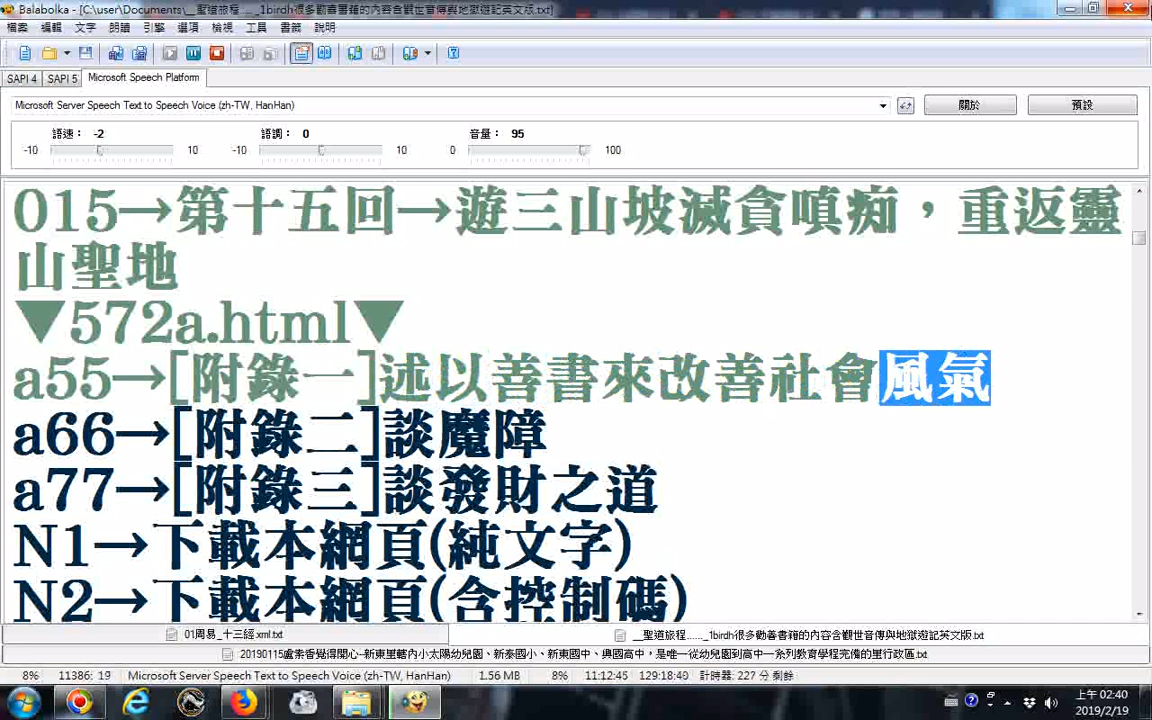 Balabolka - [C:\user\Documents\__聖道旅程......_1birdh很多勸善書籍的內容含觀世音傳與地獄遊記英文版.txt]
檔案 編輯 文字 朗讀 引擎 選項 檢視 工具 書籤 說明
SAPI 4 SAPI 5 Microsoft Speech Platform
Microsoft Server Speech Text to Speech Voice (zh-TW, HanHan) 關於 預設
語速： -2 語調： 0 音量： 95
-10 10 -10 10 0 100
015→第十五回→遊三山坡滅貪嗔痴，重返靈
山聖地
▼572a.html▼
a55→[附錄一]述以善書來改善社會風氣
a66→[附錄二]談魔障
a77→[附錄三]談發財之道
N1→下載本網頁(純文字)
N2→下載本網頁(含控制碼)
01周易_十三經.xml.txt __聖道旅程......_1birdh很多勸善書籍的內容含觀世音傳與地獄遊記英文版.txt
20190115盧素香覺得開心--新東里轄內小太陽幼兒園、新泰國小、新東國中、興國高中，是唯一從幼兒園到高中一系列教育學程完備的里行政區.txt
8% 11386: 19 Microsoft Server Speech Text to Speech Voice (zh-TW, HanHan) 1.56 MB 8% 11:12:45 129:18:40 計時器: 227 分 剩餘
上午 02:40
2019/2/19